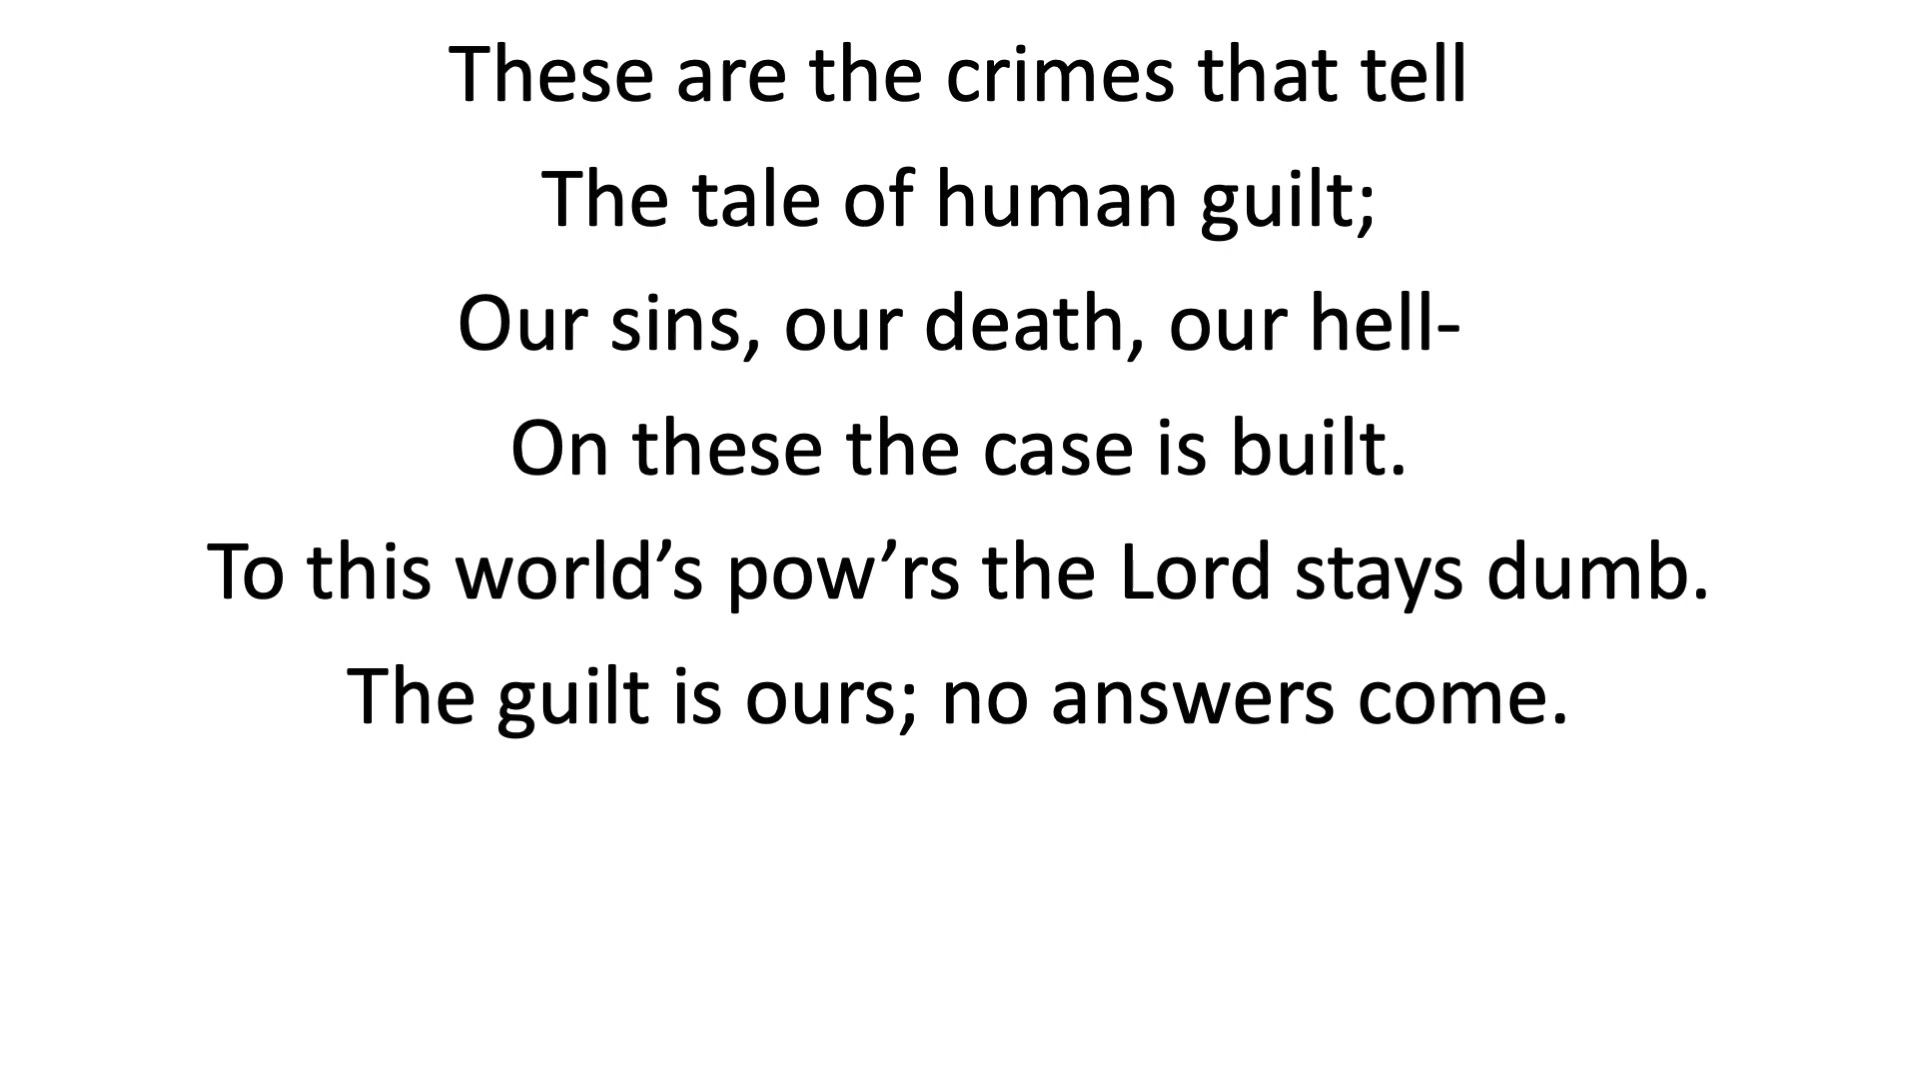 These are the crimes that tell
The tale of human guilt;
Our sins, our death, our hell-
On these the case is built.
To this world’s pow’rs the Lord stays dumb.
The guilt is ours; no answers come.